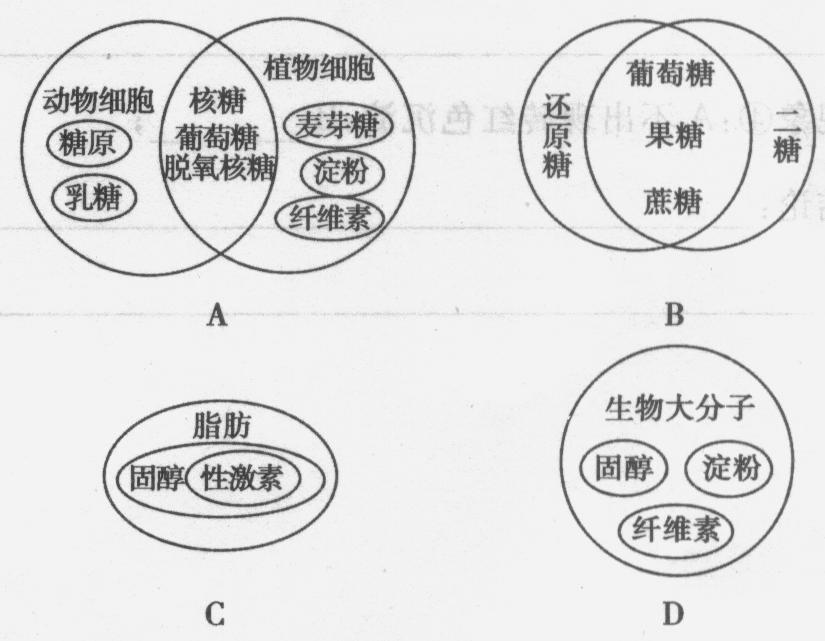 动物细胞
糖原
乳糖
核糖
葡萄糖
脱氧核糖
植物细胞
麦芽糖
淀粉
纤维素
A
还原糖
葡萄糖
果糖
蔗糖
二糖
B
脂肪
固醇
性激素
C
生物大分子
固醇
淀粉
纤维素
D